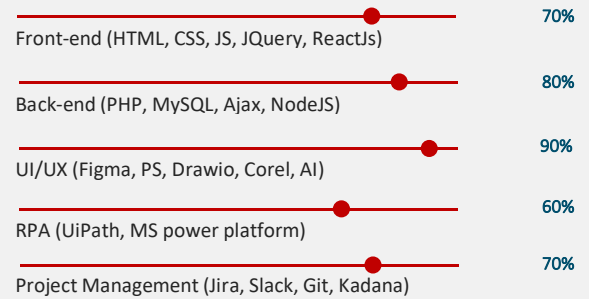 70%
Front-end (HTML, CSS, JS, JQuery, ReactJs)
80%
Back-end (PHP, MySQL, Ajax, NodeJS)
90%
UI/UX (Figma, PS, Drawio, Corel, AI)
60%
RPA (UiPath, MS power platform)
70%
Project Management (Jira, Slack, Git, Kadana)